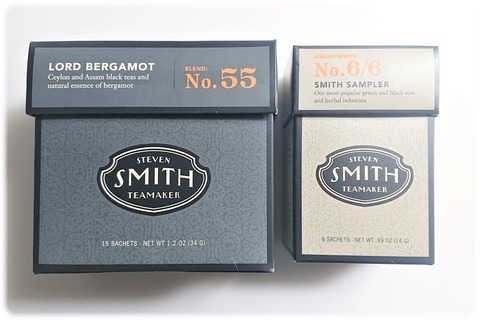 LORD BERGAMOT
Ceylon and Assam black teas and
natural essence of bergamot
BLEND:
No. 55
STEVEN
SMITH
TEAMAKER
15 SACHETS · NET WT 1.2 OZ (34 G)
ASSORTMENT:
No. 6/6
SMITH SAMPLER
Our most popular green and black teas
and herbal infusions
STEVEN
SMITH
TEAMAKER
6 SACHETS · NET WT .49 OZ (14 G)